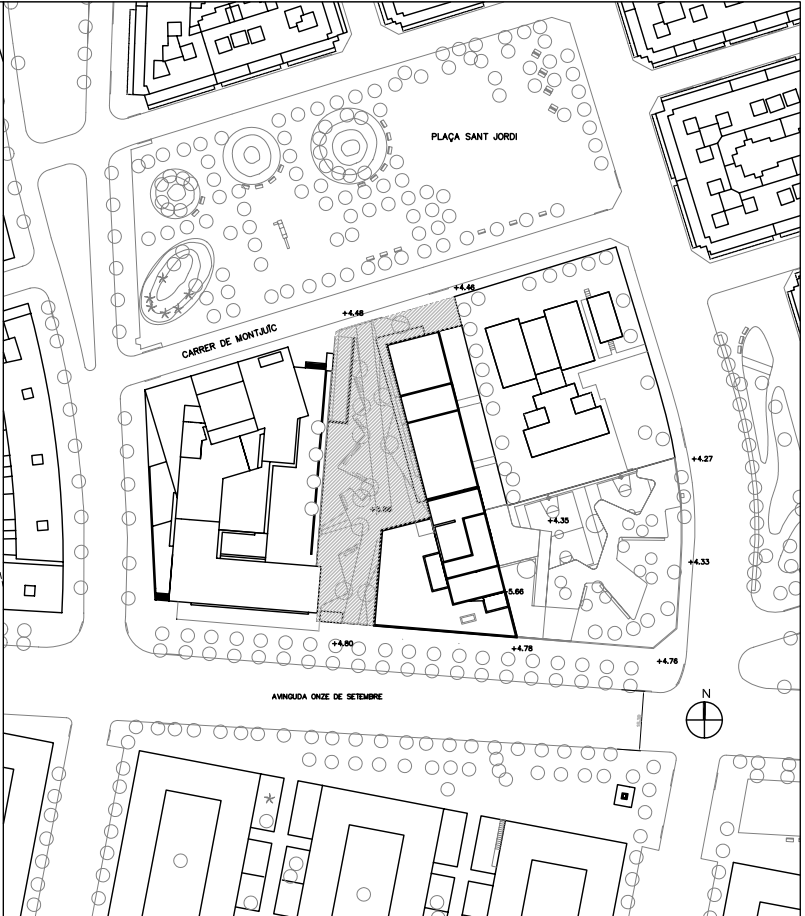 PLAÇA SANT JORDI
+4.46
+4.48
CARRER DE MONTJUÏC
+4.27
+4.35
+4.33
+5.66
+4.80
+4.78
+4.76
AVINGUDA ONZE DE SETEMBRE
N